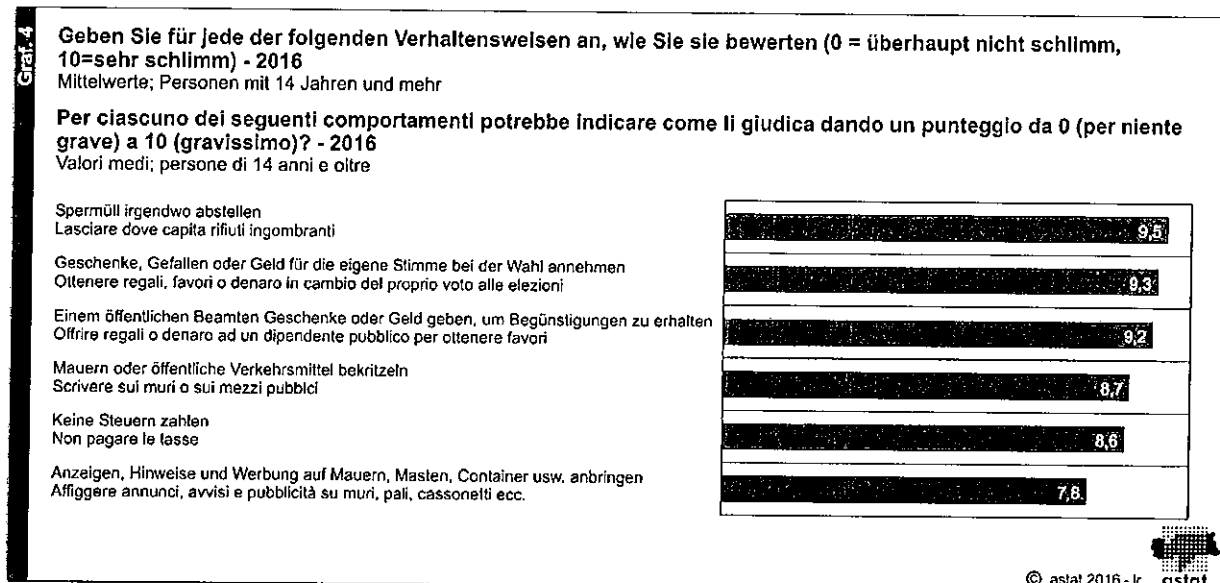 Graf. 4
Geben Sie für jede der folgenden Verhaltensweisen an, wie Sie sie bewerten (0 = überhaupt nicht schlimm,
10=sehr schlimm) - 2016
Mittelwerte; Personen mit 14 Jahren und mehr
Per ciascuno dei seguenti comportamenti potrebbe indicare come li giudica dando un punteggio da 0 (per niente
grave) a 10 (gravissimo)? - 2016
Valori medi; persone di 14 anni e oltre
Spermüll irgendwo abstellen
Lasciare dove capita rifiuti ingombranti
9,5
Geschenke, Gefallen oder Geld für die eigene Stimme bei der Wahl annehmen
Ottenere regali, favori o denaro in cambio del proprio voto alle elezioni
9,3
Einem öffentlichen Beamten Geschenke oder Geld geben, um Begünstigungen zu erhalten
Offrire regali o denaro ad un dipendente pubblico per ottenere favori
9,2
Mauern oder öffentliche Verkehrsmittel bekritzeln
Scrivere sui muri o sui mezzi pubblci
8,7
Keine Steuern zahlen
Non pagare le tasse
8,6
Anzeigen, Hinweise und Werbung auf Mauern, Masten, Container usw. anbringen
Affiggere annunci, avvisi e pubblicità su muri, pali, cassonetti ecc.
7,8
© astat 2016 - lr
astat